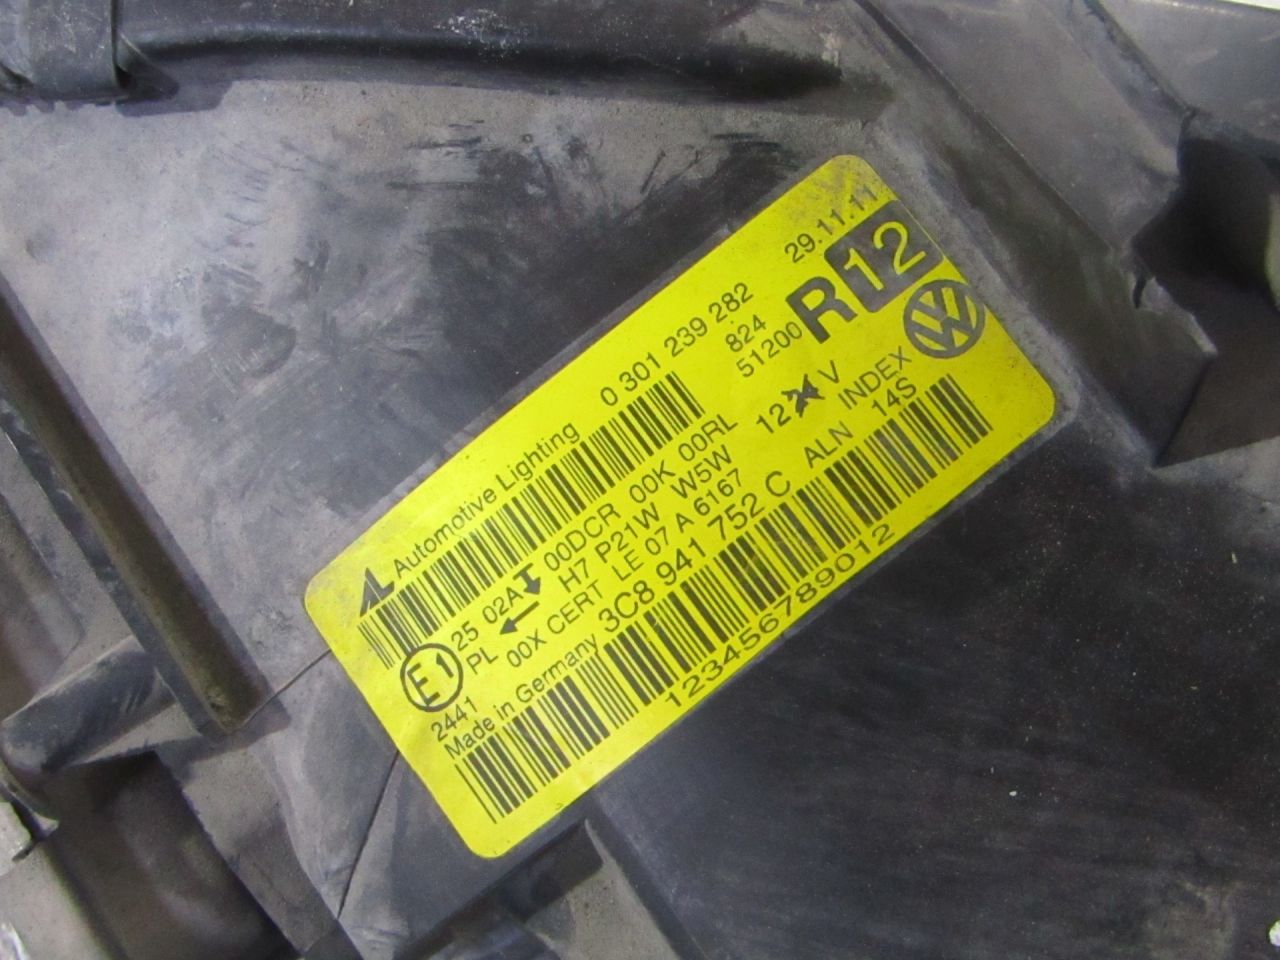 AL Automotive Lighting 0 301 239 282
29.11.11
824
51200
R 12
25 02A 00DCR 00K 00RL
PL H7 P21W W5W 12 V
E1 00X CERT LE 07 A 6167
2441
Made in Germany 3C8 941 752 C ALN INDEX 14S
123456789012